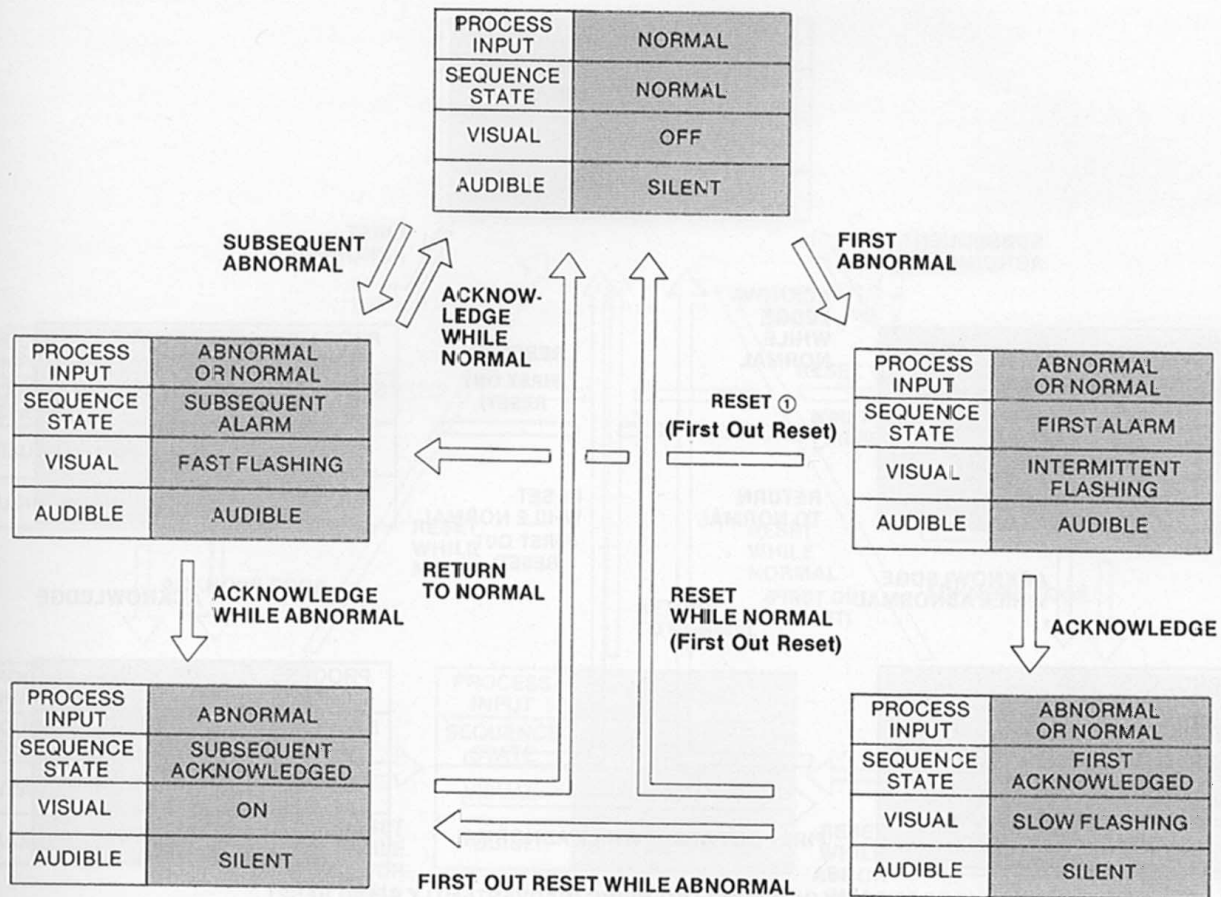 PROCESS INPUT NORMAL
SEQUENCE STATE NORMAL
VISUAL OFF
AUDIBLE SILENT
SUBSEQUENT
ABNORMAL
FIRST
ABNORMAL
ACKNOW-
LEDGE
WHILE
NORMAL
PROCESS INPUT ABNORMAL OR NORMAL
SEQUENCE STATE SUBSEQUENT ALARM
VISUAL FAST FLASHING
AUDIBLE AUDIBLE
RESET ①
(First Out Reset)
PROCESS INPUT ABNORMAL OR NORMAL
SEQUENCE STATE FIRST ALARM
VISUAL INTERMITTENT FLASHING
AUDIBLE AUDIBLE
ACKNOWLEDGE
WHILE ABNORMAL
RETURN
TO NORMAL
RESET
WHILE NORMAL
(First Out Reset)
ACKNOWLEDGE
PROCESS INPUT ABNORMAL
SEQUENCE STATE SUBSEQUENT ACKNOWLEDGED
VISUAL ON
AUDIBLE SILENT
PROCESS INPUT ABNORMAL OR NORMAL
SEQUENCE STATE FIRST ACKNOWLEDGED
VISUAL SLOW FLASHING
AUDIBLE SILENT
FIRST OUT RESET WHILE ABNORMAL